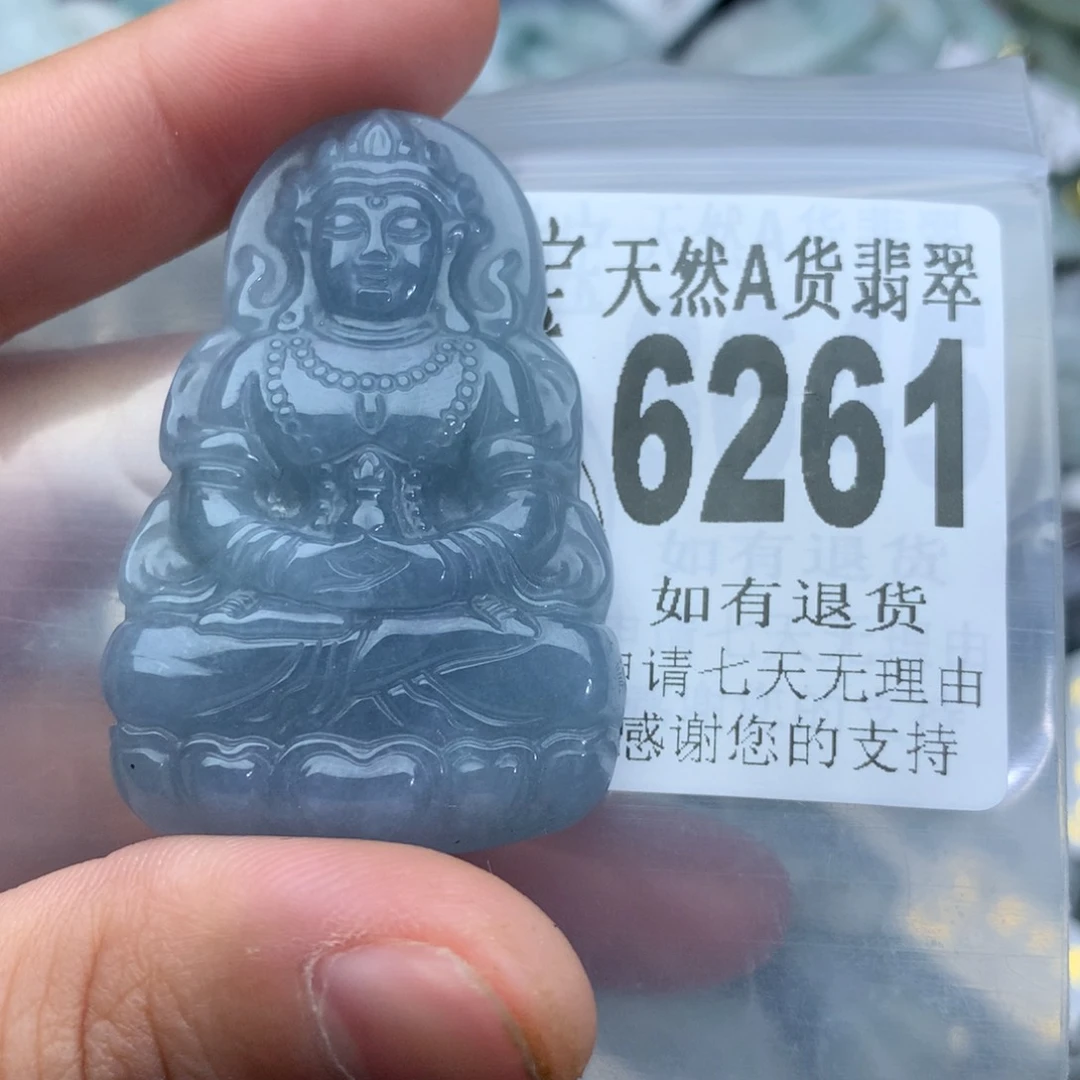 天然A货翡翠
6261
如有退货
请七天无理由
感谢您的支持